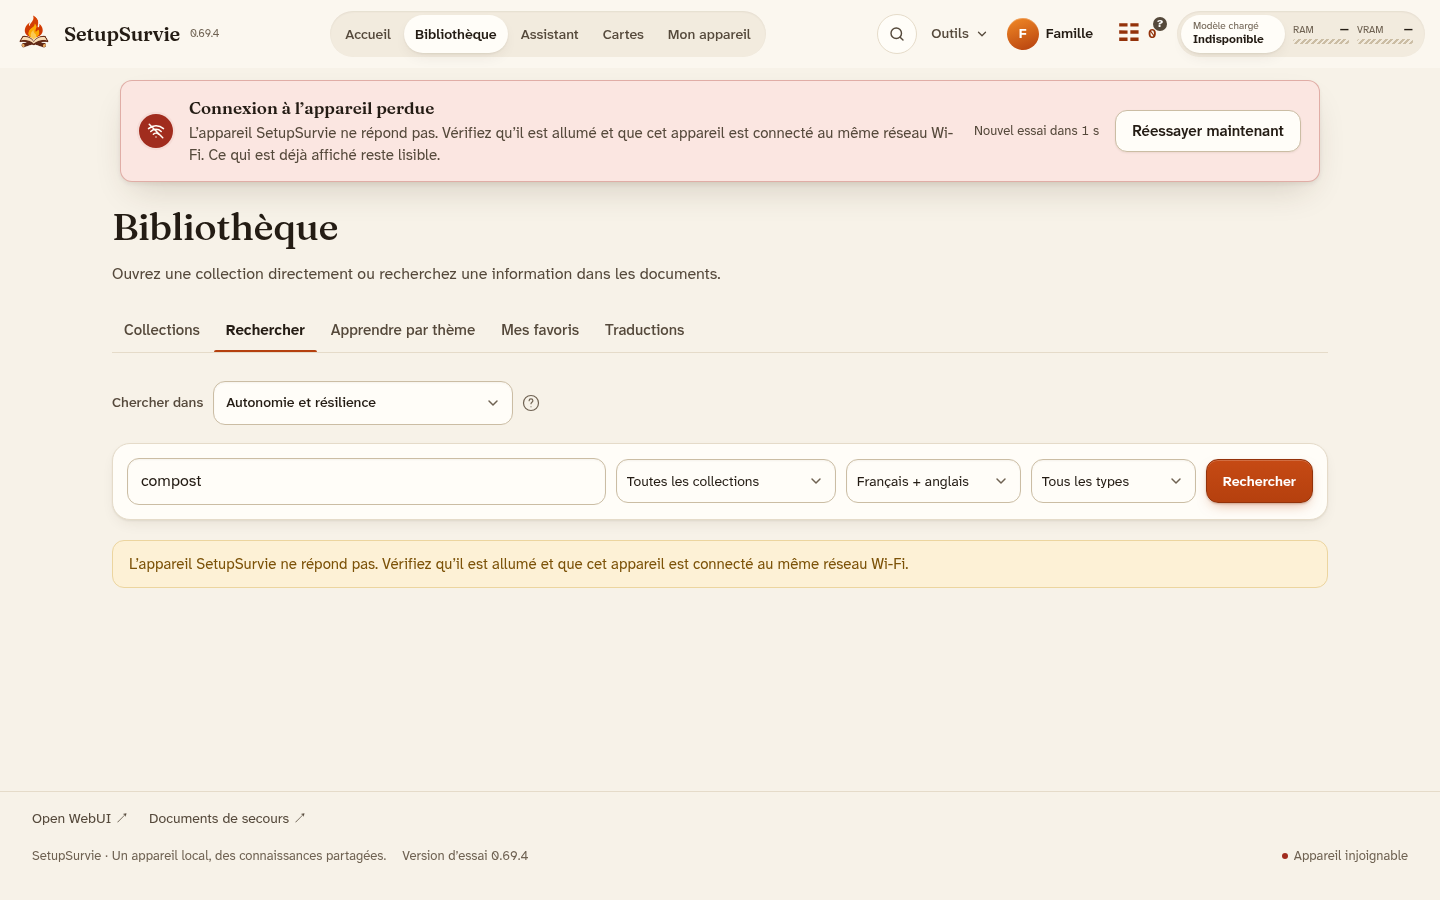 SetupSurvie 0.69.4
Accueil
Bibliothèque
Assistant
Cartes
Mon appareil
Outils
F Famille
?
0
Modèle chargé
Indisponible
RAM —
VRAM —
Connexion à l’appareil perdue
L’appareil SetupSurvie ne répond pas. Vérifiez qu’il est allumé et que cet appareil est connecté au même réseau Wi-
Fi. Ce qui est déjà affiché reste lisible.
Nouvel essai dans 1 s
Réessayer maintenant
Bibliothèque
Ouvrez une collection directement ou recherchez une information dans les documents.
Collections
Rechercher
Apprendre par thème
Mes favoris
Traductions
Chercher dans
Autonomie et résilience
?
compost
Toutes les collections
Français + anglais
Tous les types
Rechercher
L’appareil SetupSurvie ne répond pas. Vérifiez qu’il est allumé et que cet appareil est connecté au même réseau Wi-Fi.
Open WebUI ↗
Documents de secours ↗
SetupSurvie · Un appareil local, des connaissances partagées.
Version d’essai 0.69.4
Appareil injoignable